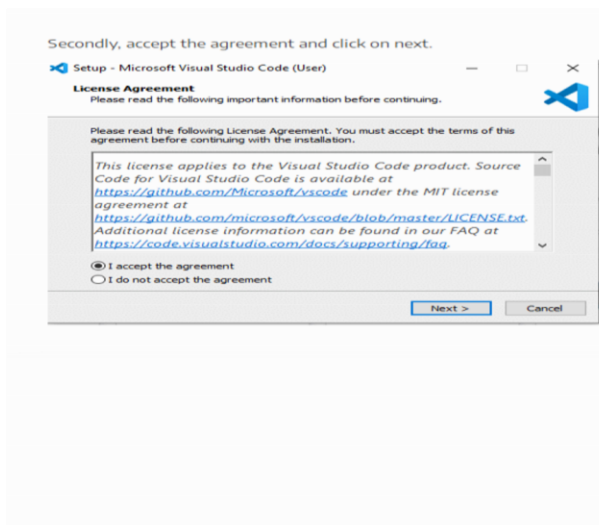 Secondly, accept the agreement and click on next.
Setup - Microsoft Visual Studio Code (User)
License Agreement
Please read the following important information before continuing.
Please read the following License Agreement. You must accept the terms of this
agreement before continuing with the installation.
This license applies to the Visual Studio Code product. Source
Code for Visual Studio Code is available at
https://github.com/Microsoft/vscode under the MIT license
agreement at
https://github.com/microsoft/vscode/blob/master/LICENSE.txt.
Additional license information can be found in our FAQ at
https://code.visualstudio.com/docs/supporting/faq.
I accept the agreement
I do not accept the agreement
Next > Cancel